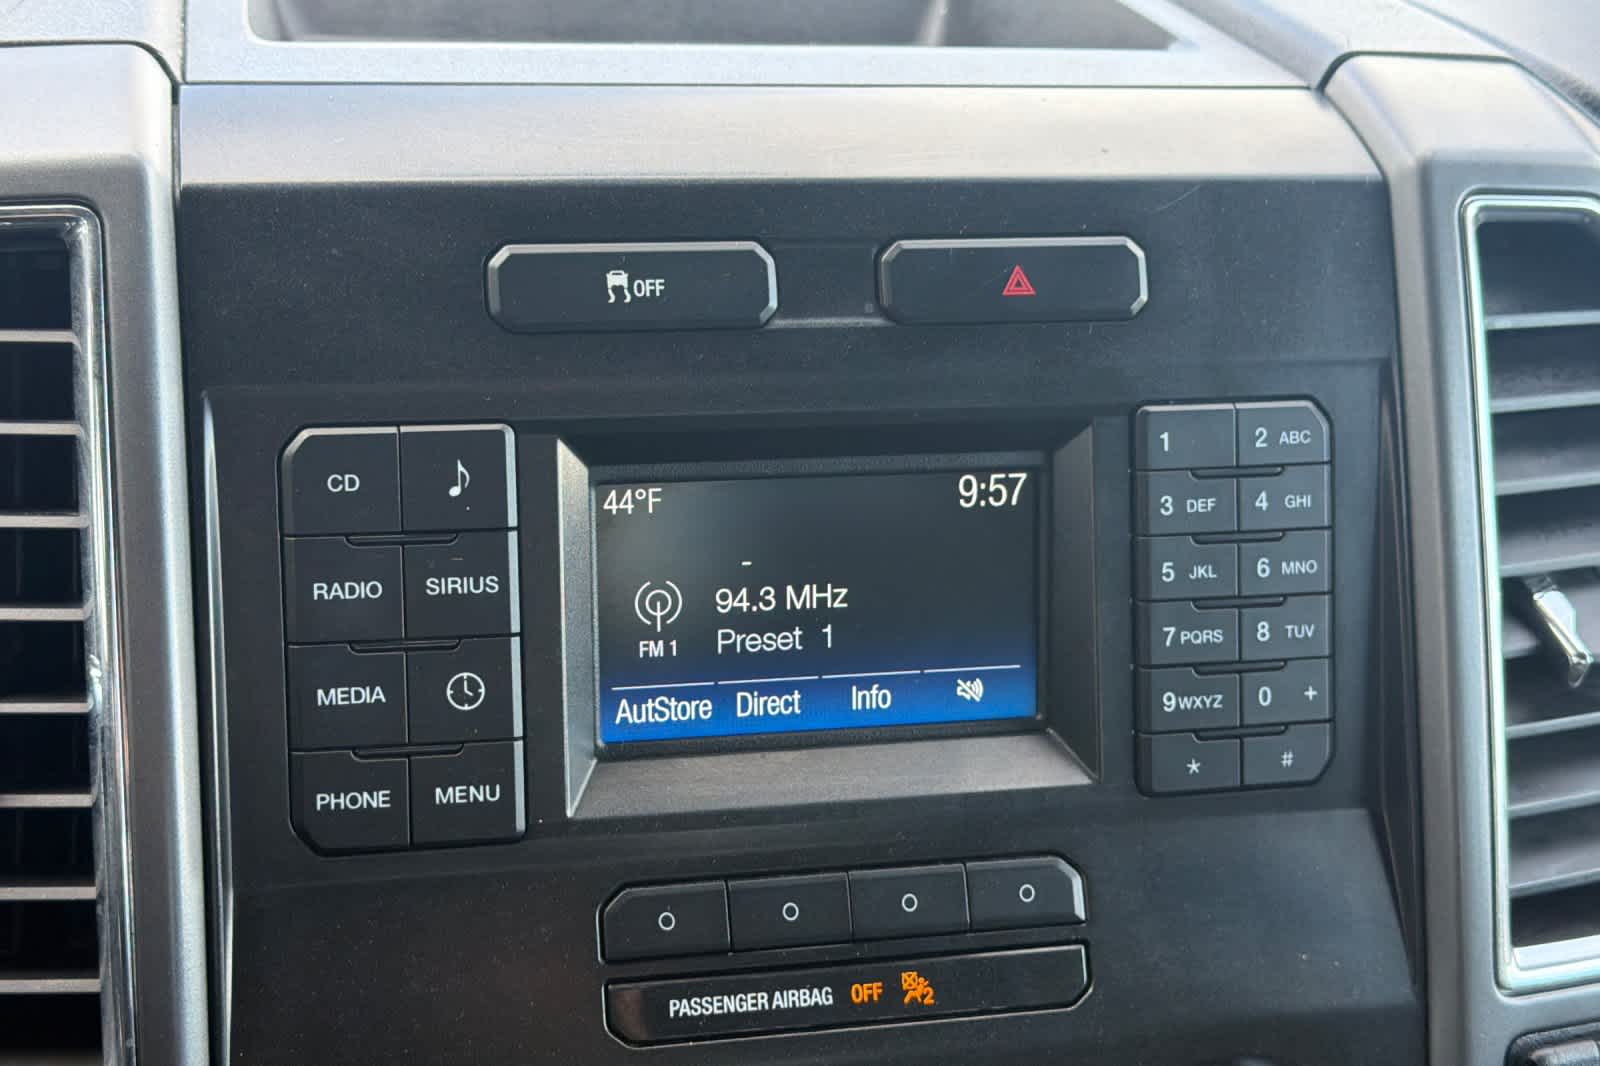 OFF
CD
RADIO
SIRIUS
MEDIA
PHONE
MENU
44°F
9:57
-
94.3 MHz
FM 1
Preset 1
AutStore
Direct
Info
1
2 ABC
3 DEF
4 GHI
5 JKL
6 MNO
7 PQRS
8 TUV
9 WXYZ
0 +
*
#
PASSENGER AIRBAG OFF
2